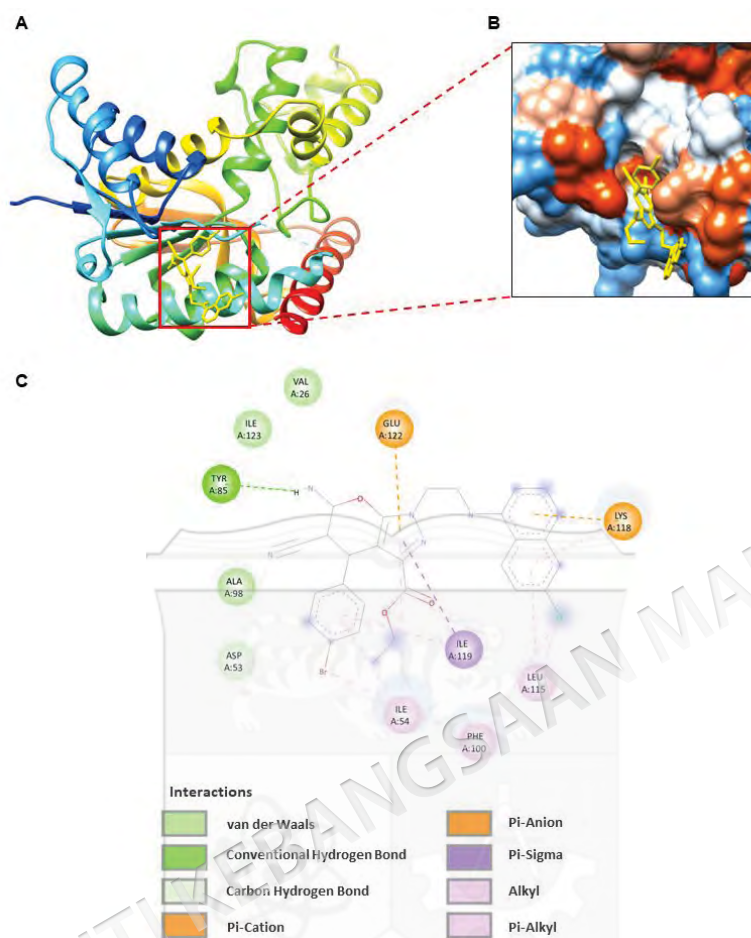 A
B
C
VAL
A:26
ILE
A:123
GLU
A:122
TYR
A:85
H
N
O
N
N
LYS
A:118
N
N
ALA
A:98
O
O
ILE
A:119
ASP
A:53
Br
LEU
A:115
ILE
A:54
PHE
A:100
Interactions
van der Waals
Conventional Hydrogen Bond
Carbon Hydrogen Bond
Pi-Cation
Pi-Anion
Pi-Sigma
Alkyl
Pi-Alkyl
KEBANGSAAN